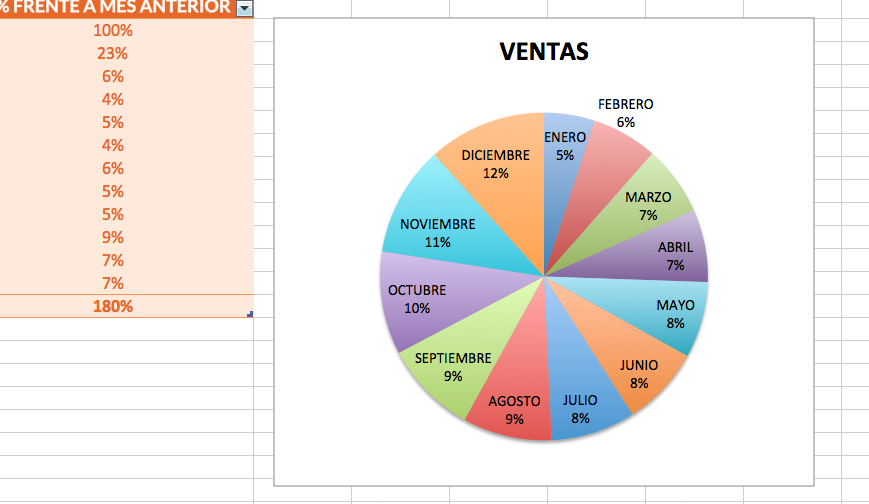 % FRENTE A MES ANTERIOR
100%
23%
6%
4%
5%
4%
6%
5%
5%
9%
7%
7%
180%
VENTAS
ENERO
5%
FEBRERO
6%
MARZO
7%
ABRIL
7%
MAYO
8%
JUNIO
8%
JULIO
8%
AGOSTO
9%
SEPTIEMBRE
9%
OCTUBRE
10%
NOVIEMBRE
11%
DICIEMBRE
12%